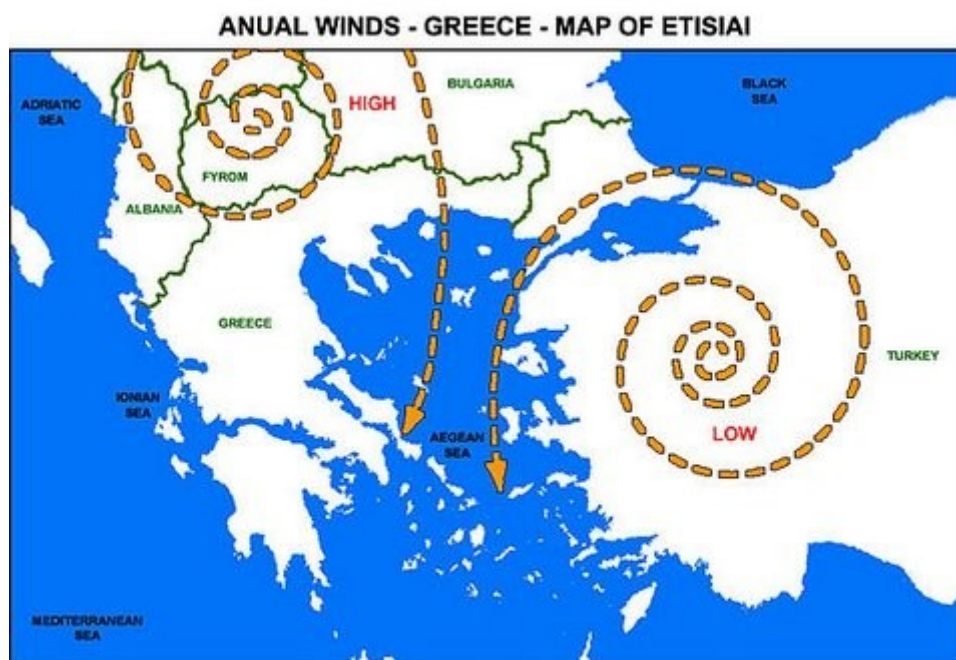 ANUAL WINDS - GREECE - MAP OF ETISIAI
BULGARIA
BLACK
SEA
ADRIATIC
SEA
HIGH
FYROM
ALBANIA
GREECE
TURKEY
IONIAN
SEA
LOW
AEGEAN
SEA
MEDITERRANEAN
SEA